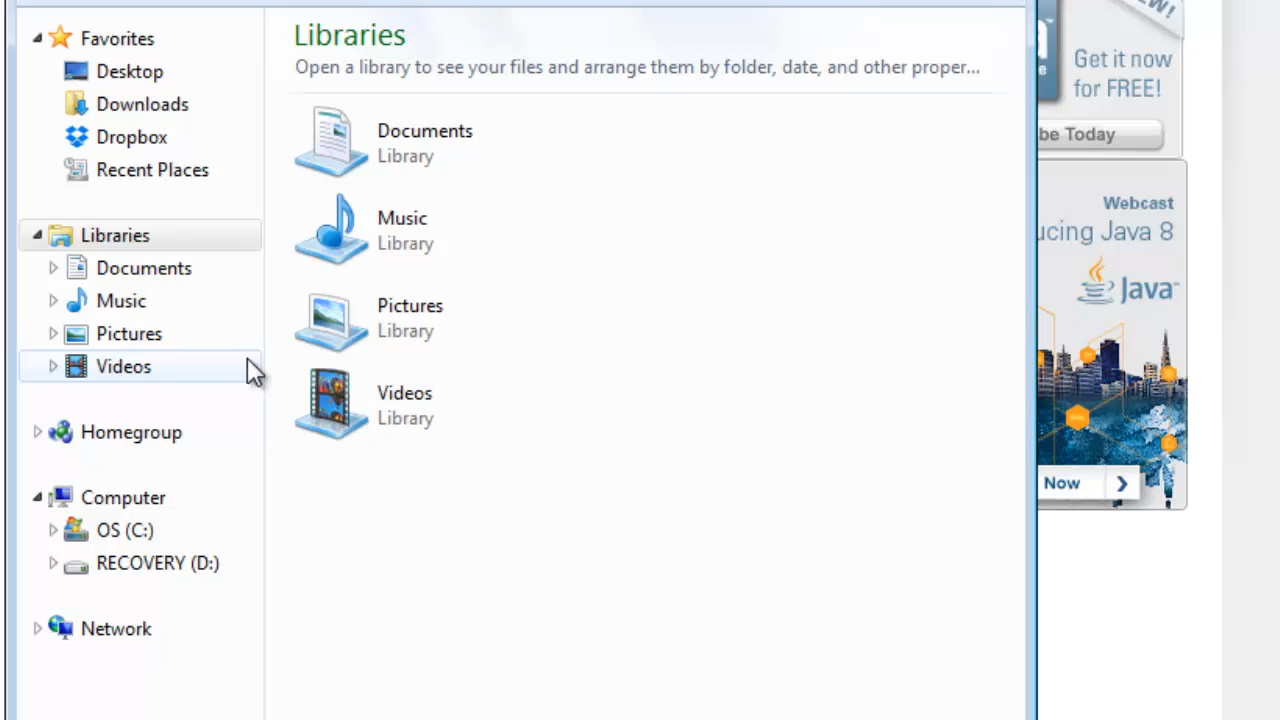 Favorites
Desktop
Downloads
Dropbox
Recent Places
Libraries
Documents
Music
Pictures
Videos
Homegroup
Computer
OS (C:)
RECOVERY (D:)
Network
Libraries
Open a library to see your files and arrange them by folder, date, and other proper...
Documents
Library
Music
Library
Pictures
Library
Videos
Library
Get it now
for FREE!
be Today
Webcast
ucing Java 8
Java
Now